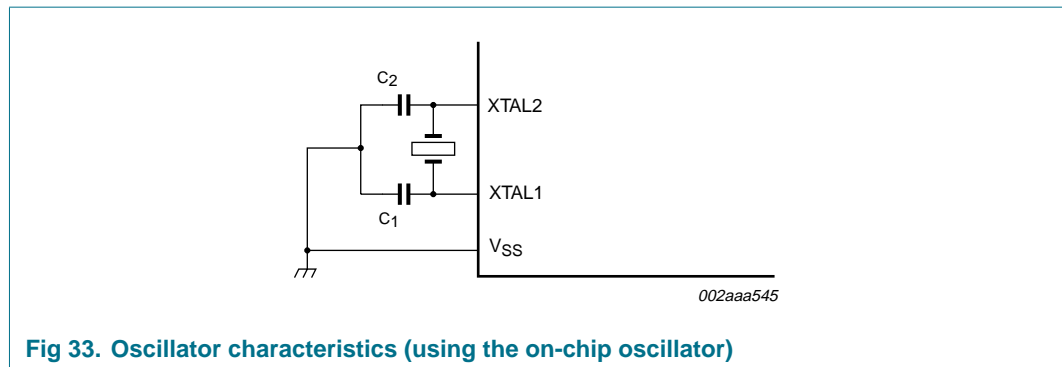 C2
XTAL2
XTAL1
C1
VSS
002aaa545
Fig 33. Oscillator characteristics (using the on-chip oscillator)